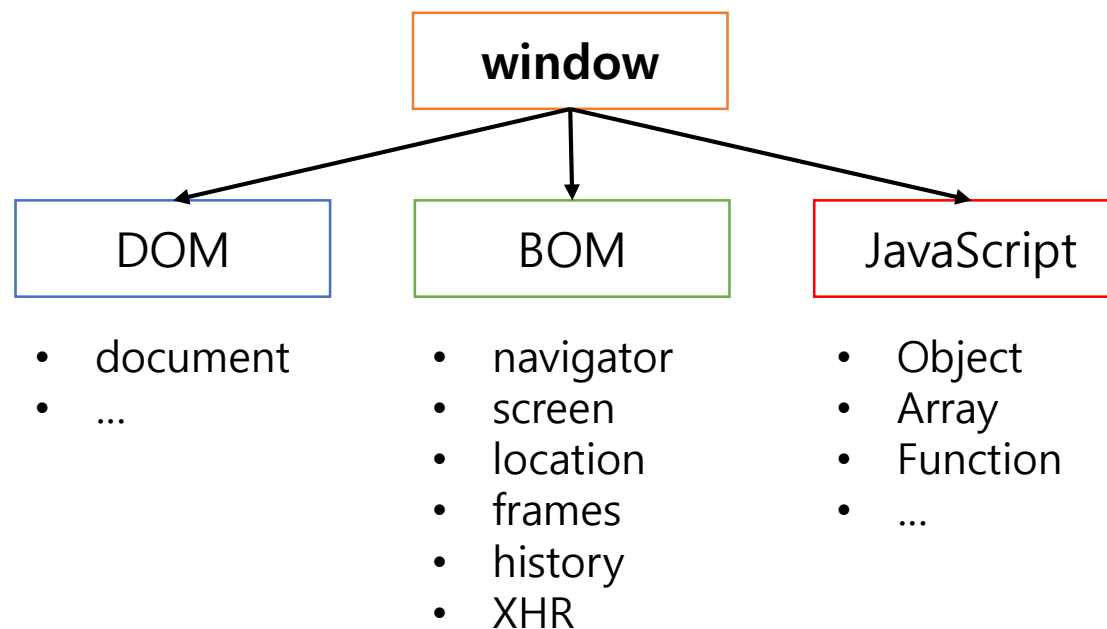 window
DOM
BOM
JavaScript
• document
• ...
• navigator
• screen
• location
• frames
• history
• XHR
• Object
• Array
• Function
• ...